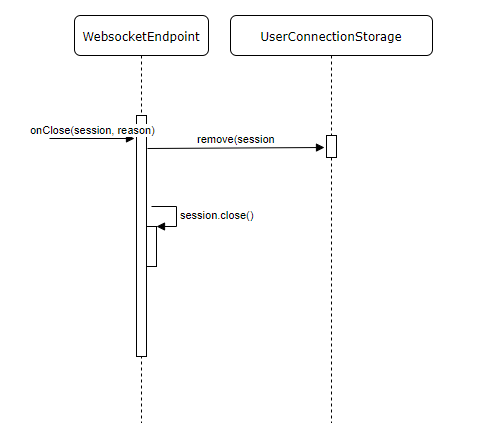 WebsocketEndpoint
UserConnectionStorage
onClose(session, reason)
remove(session
session.close()